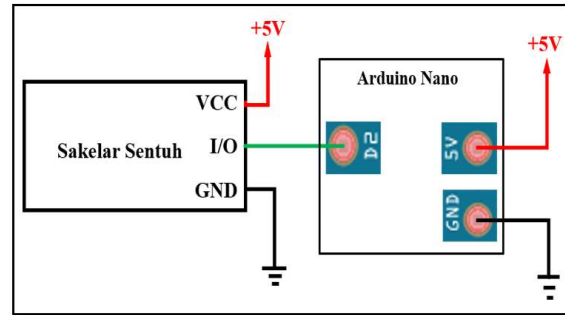 +5V
VCC
Sakelar Sentuh
I/O
GND
+5V
Arduino Nano
D2
5V
GND